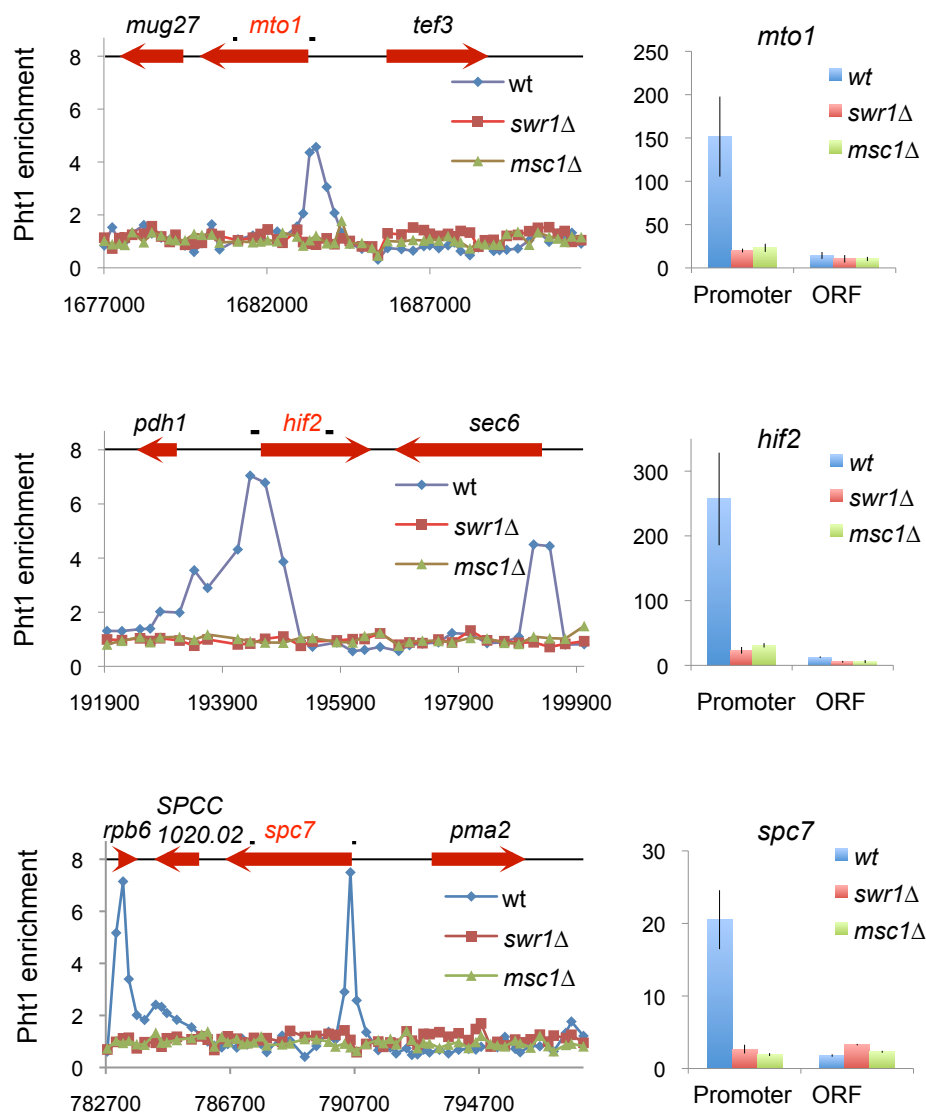 mug27 mto1 tef3
8
6
4
2
0
Pht1 enrichment
wt
swr1Δ
msc1Δ
1677000 1682000 1687000
mto1
250
200
150
100
50
0
wt
swr1Δ
msc1Δ
Promoter ORF
pdh1 hif2 sec6
8
6
4
2
0
Pht1 enrichment
wt
swr1Δ
msc1Δ
191900 193900 195900 197900 199900
hif2
300
200
100
0
wt
swr1Δ
msc1Δ
Promoter ORF
SPCC
rpb6 1020.02 spc7 pma2
8
6
4
2
0
Pht1 enrichment
wt
swr1Δ
msc1Δ
782700 786700 790700 794700
spc7
30
20
10
0
wt
swr1Δ
msc1Δ
Promoter ORF